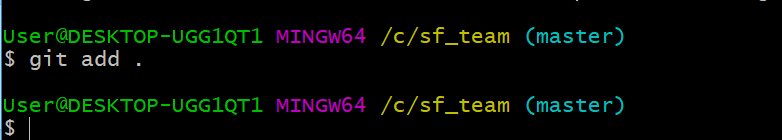 User@DESKTOP-UGG1QT1 MINGW64 /c/sf_team (master)
$ git add .
User@DESKTOP-UGG1QT1 MINGW64 /c/sf_team (master)
$